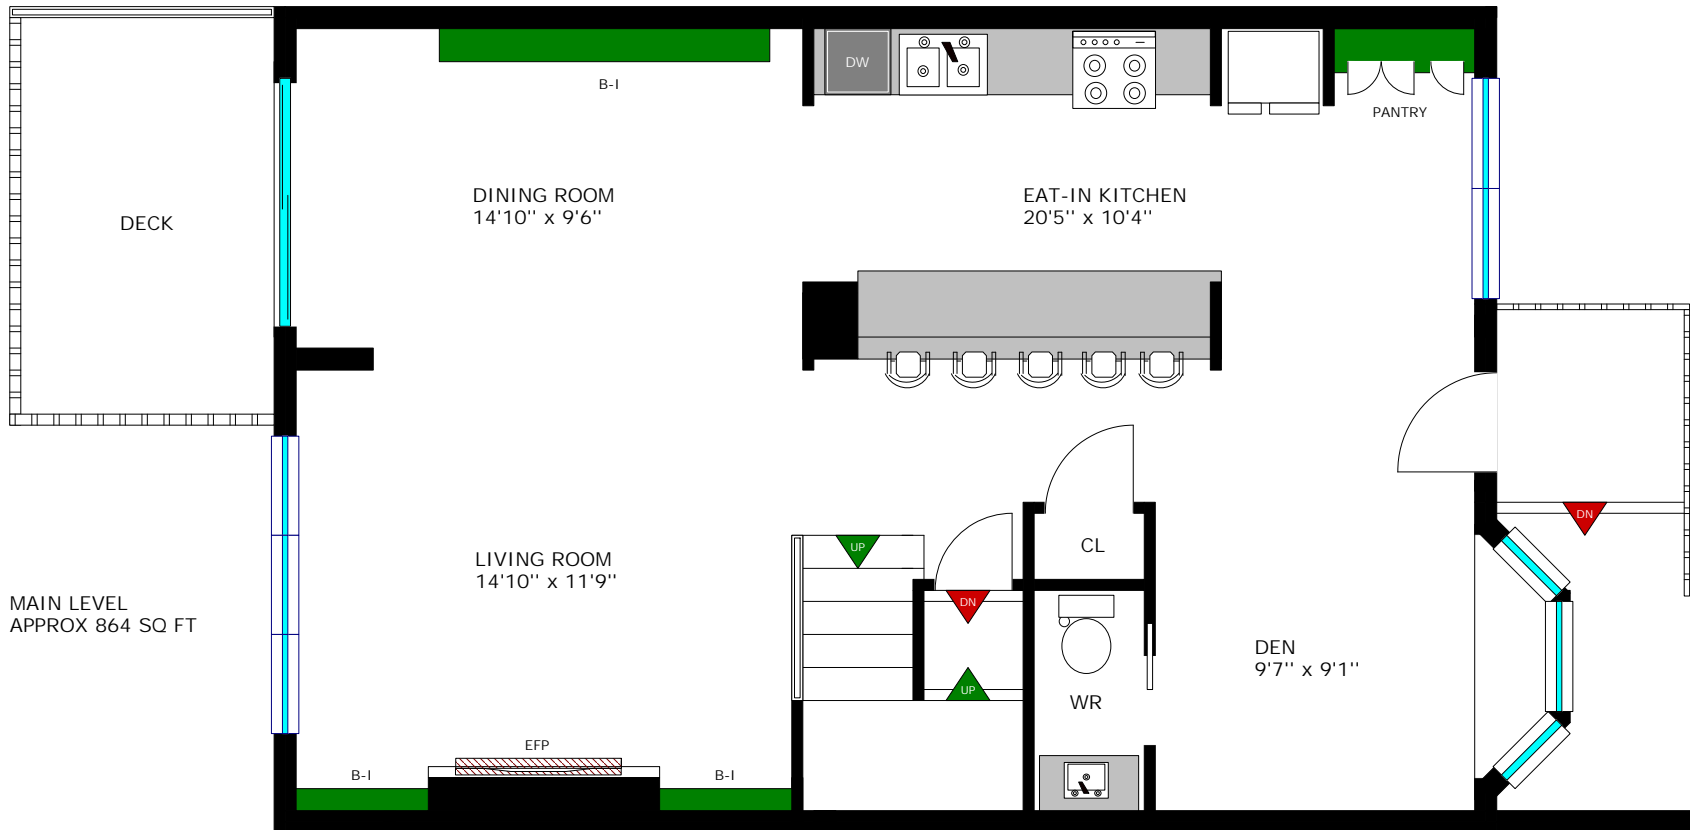 DW
B-I
PANTRY
DINING ROOM
14'10'' x 9'6''
EAT-IN KITCHEN
20'5'' x 10'4''
DECK
DN
UP
CL
LIVING ROOM
14'10'' x 11'9''
MAIN LEVEL
APPROX 864 SQ FT
DN
DEN
9'7'' x 9'1''
UP
WR
EFP
B-I
B-I